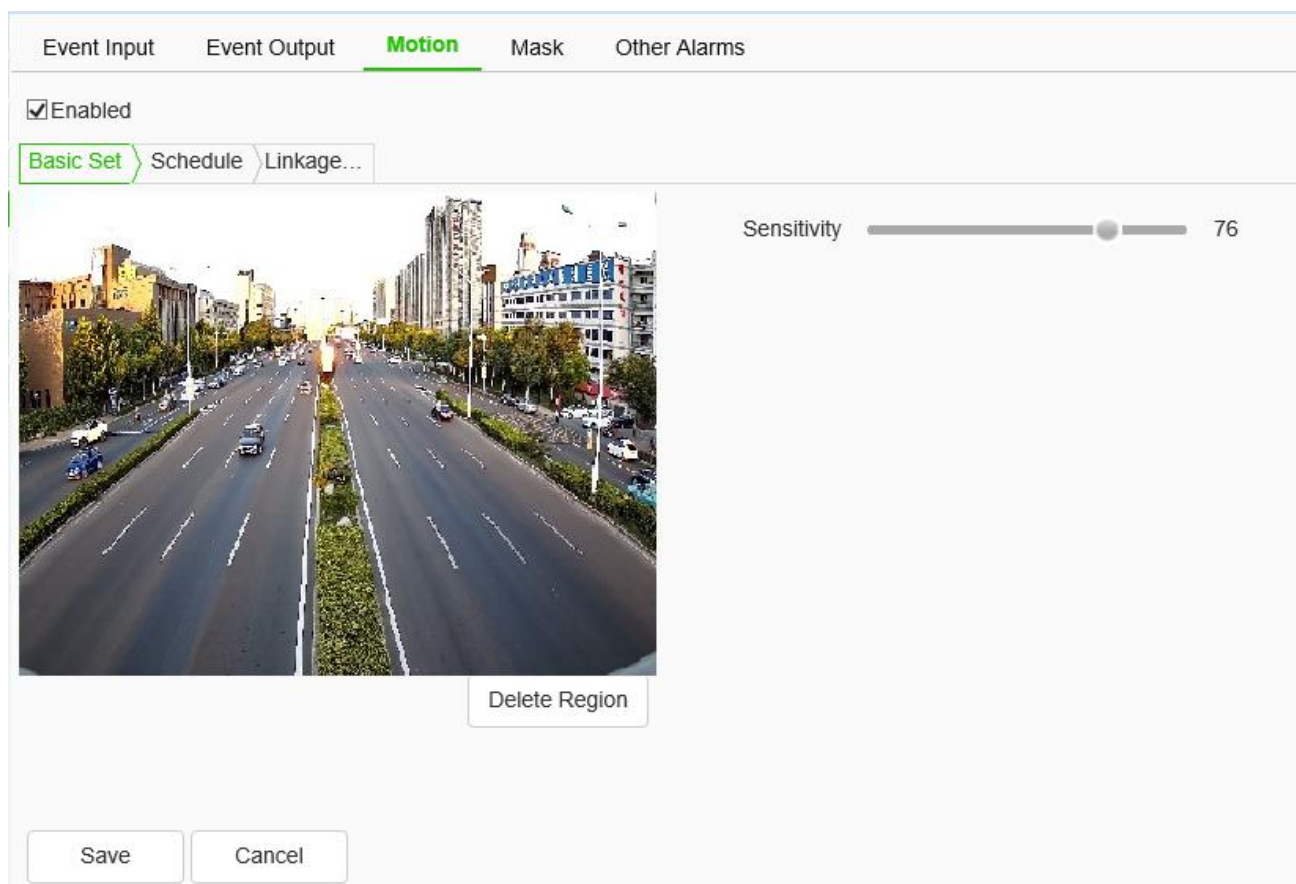 Event Input Event Output Motion Mask Other Alarms
Enabled
Basic Set Schedule Linkage...
Sensitivity 76
Delete Region
Save Cancel